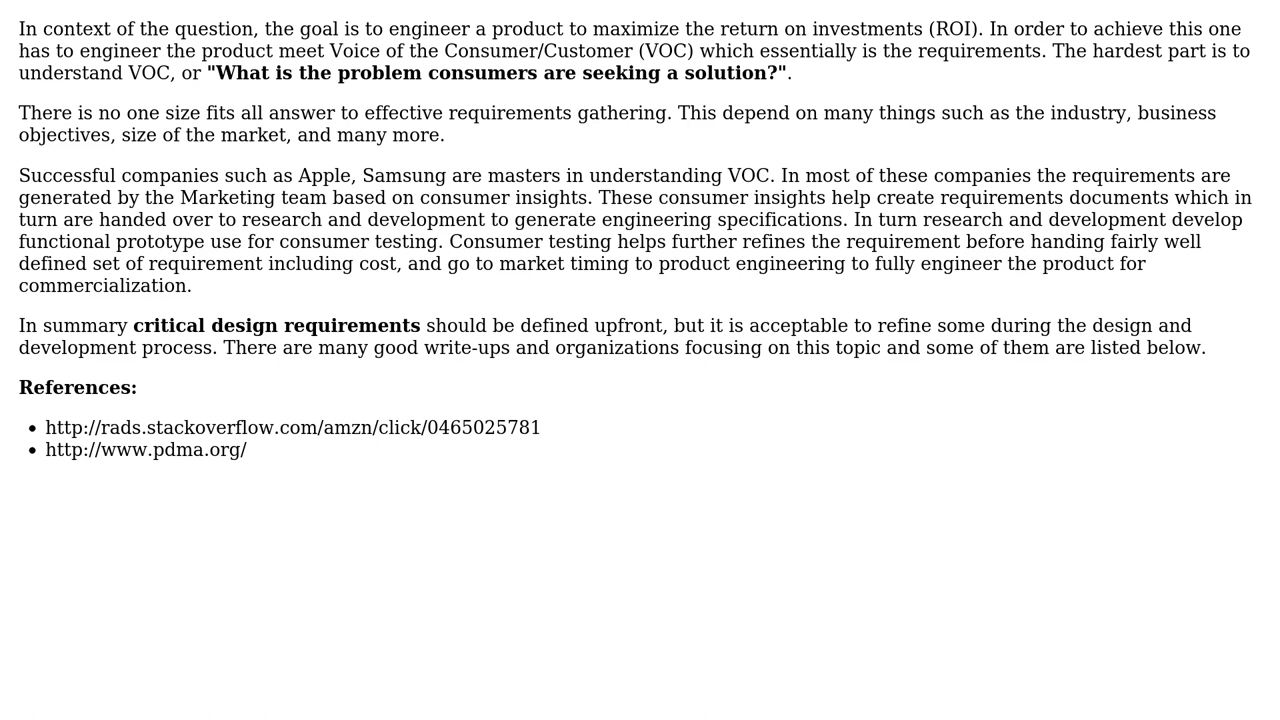 In context of the question, the goal is to engineer a product to maximize the return on investments (ROI). In order to achieve this one
has to engineer the product meet Voice of the Consumer/Customer (VOC) which essentially is the requirements. The hardest part is to
understand VOC, or "What is the problem consumers are seeking a solution?".
There is no one size fits all answer to effective requirements gathering. This depend on many things such as the industry, business
objectives, size of the market, and many more.
Successful companies such as Apple, Samsung are masters in understanding VOC. In most of these companies the requirements are
generated by the Marketing team based on consumer insights. These consumer insights help create requirements documents which in
turn are handed over to research and development to generate engineering specifications. In turn research and development develop
functional prototype use for consumer testing. Consumer testing helps further refines the requirement before handing fairly well
defined set of requirement including cost, and go to market timing to product engineering to fully engineer the product for
commercialization.
In summary critical design requirements should be defined upfront, but it is acceptable to refine some during the design and
development process. There are many good write-ups and organizations focusing on this topic and some of them are listed below.
References:
• http://rads.stackoverflow.com/amzn/click/0465025781
• http://www.pdma.org/